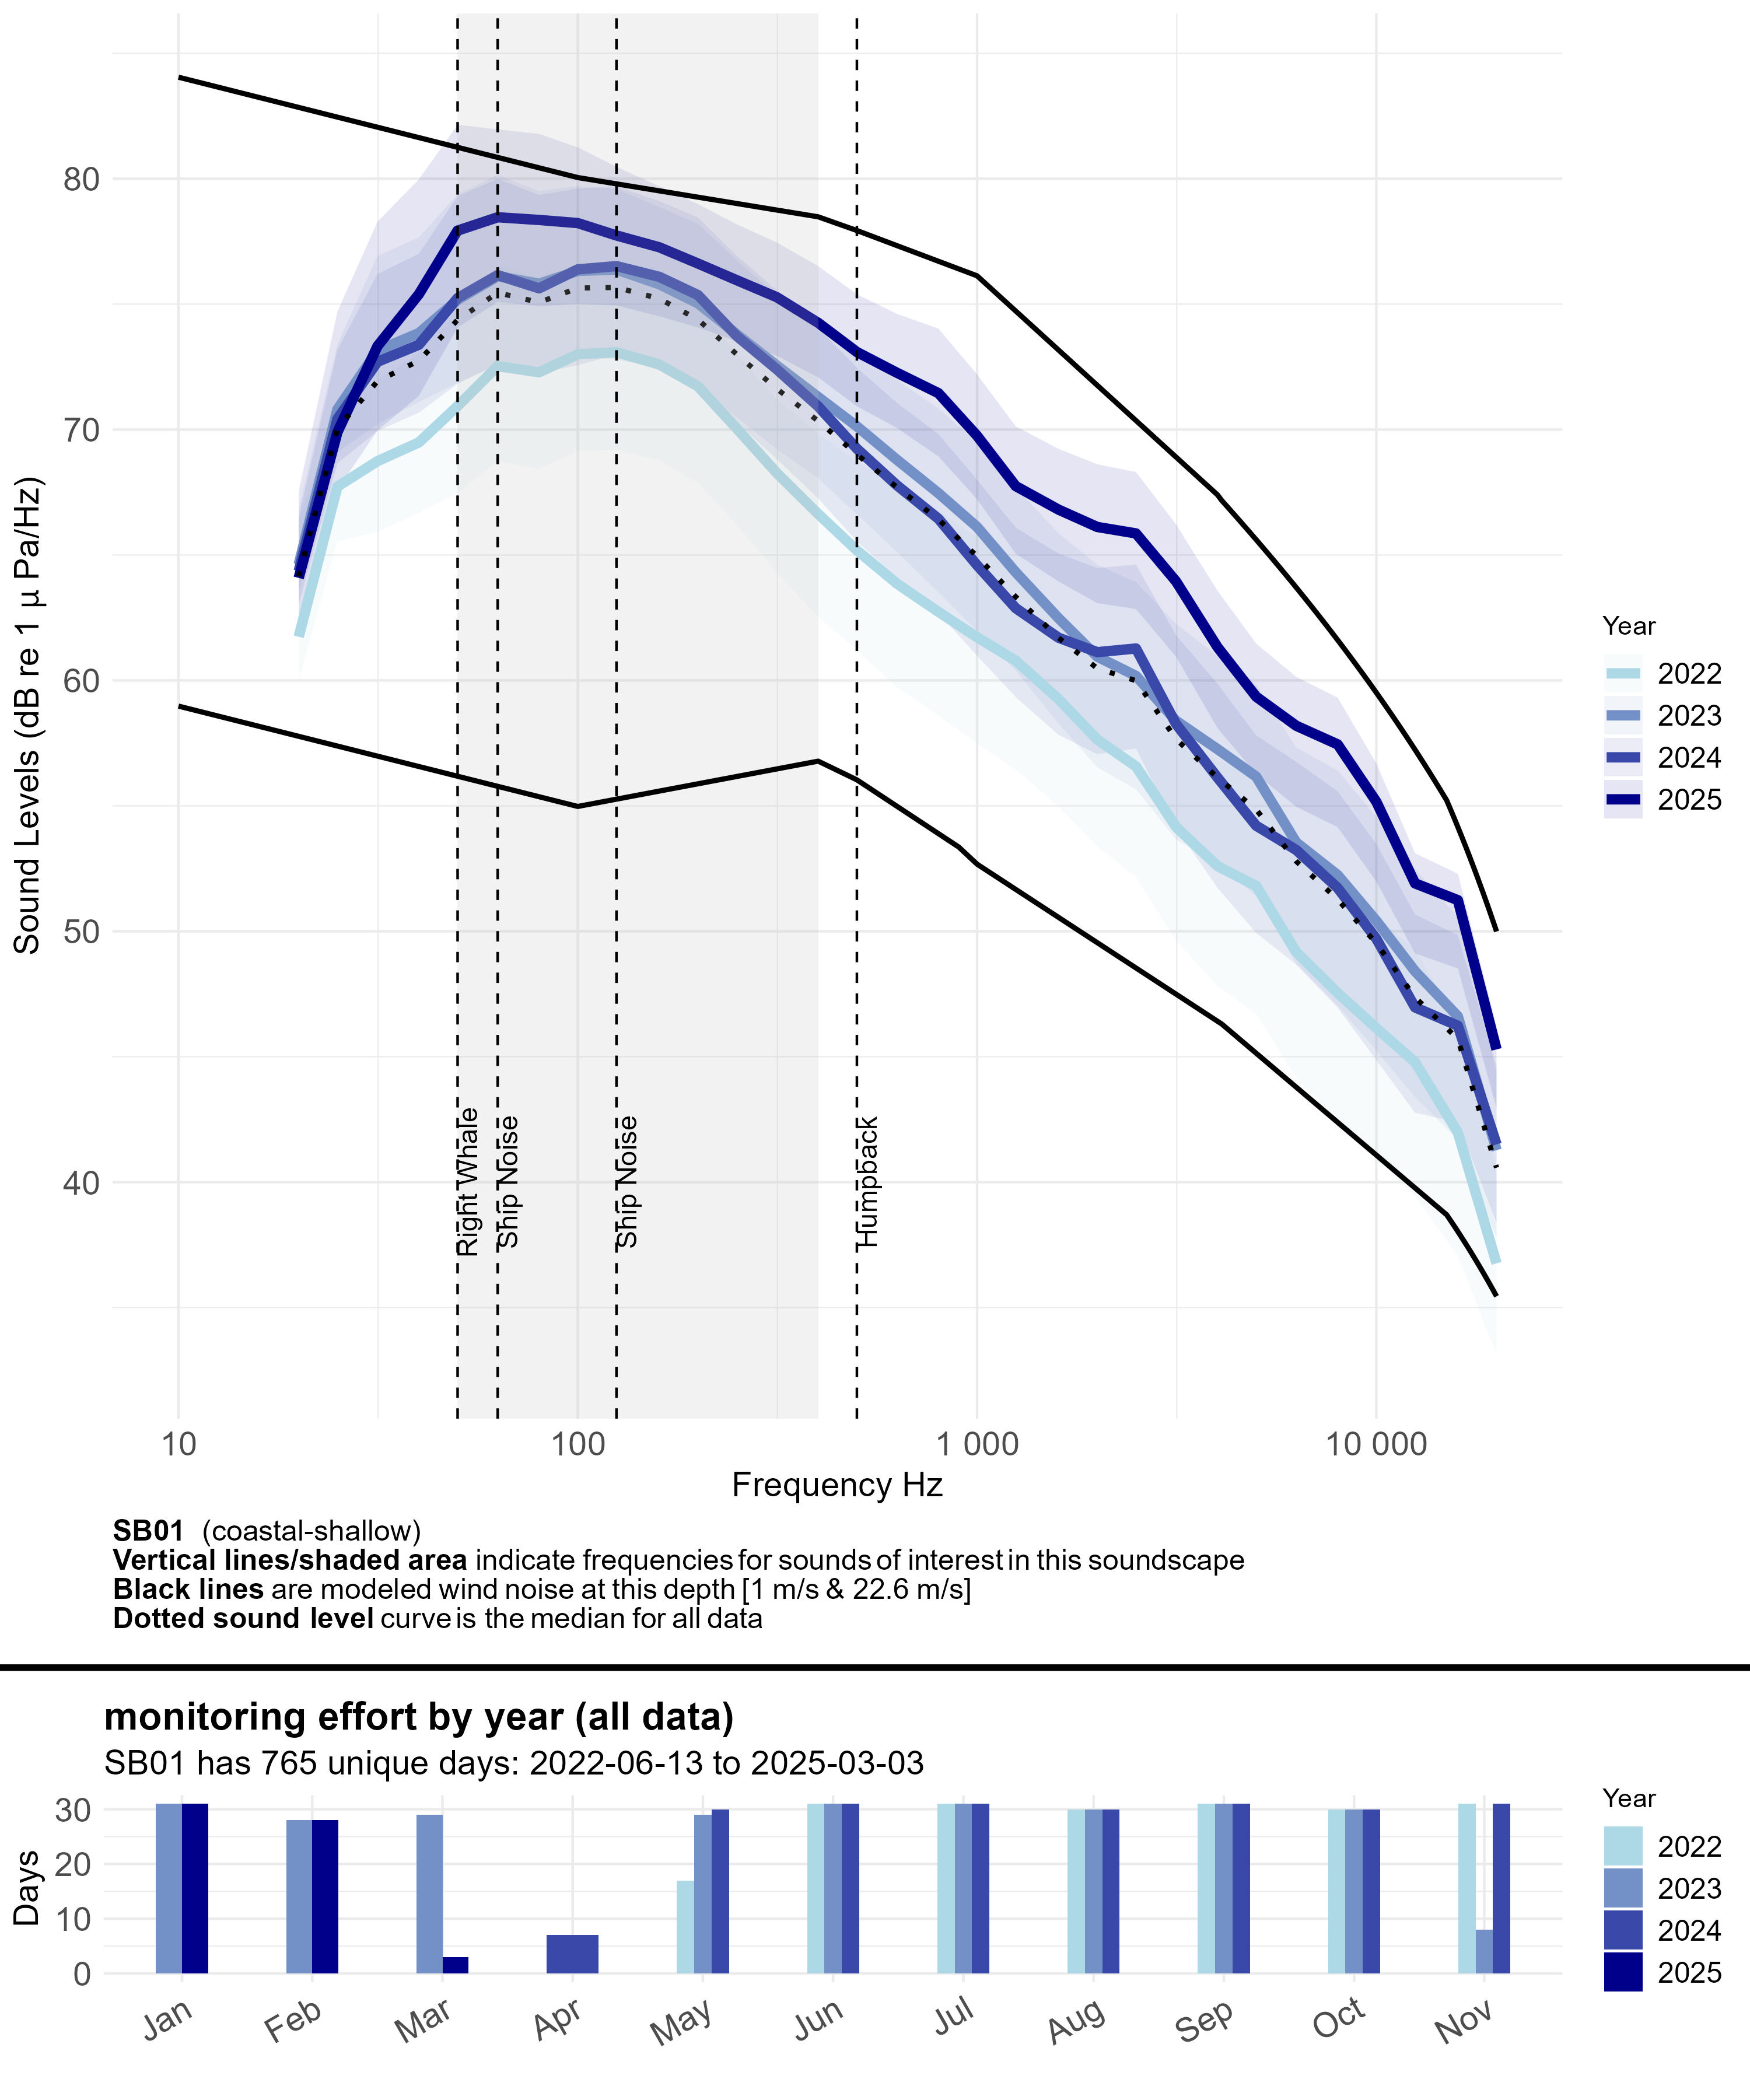 80
70
60
50
40
Sound Levels (dB re 1 µ Pa/Hz)
Right Whale
Ship Noise
Ship Noise
Humpback
10
100
1 000
10 000
Frequency Hz
Year
2022
2023
2024
2025
SB01 (coastal-shallow)
Vertical lines/shaded area indicate frequencies for sounds of interest in this soundscape
Black lines are modeled wind noise at this depth [1 m/s & 22.6 m/s]
Dotted sound level curve is the median for all data
monitoring effort by year (all data)
SB01 has 765 unique days: 2022-06-13 to 2025-03-03
30
20
10
0
Days
Jan
Feb
Mar
Apr
May
Jun
Jul
Aug
Sep
Oct
Nov
Year
2022
2023
2024
2025